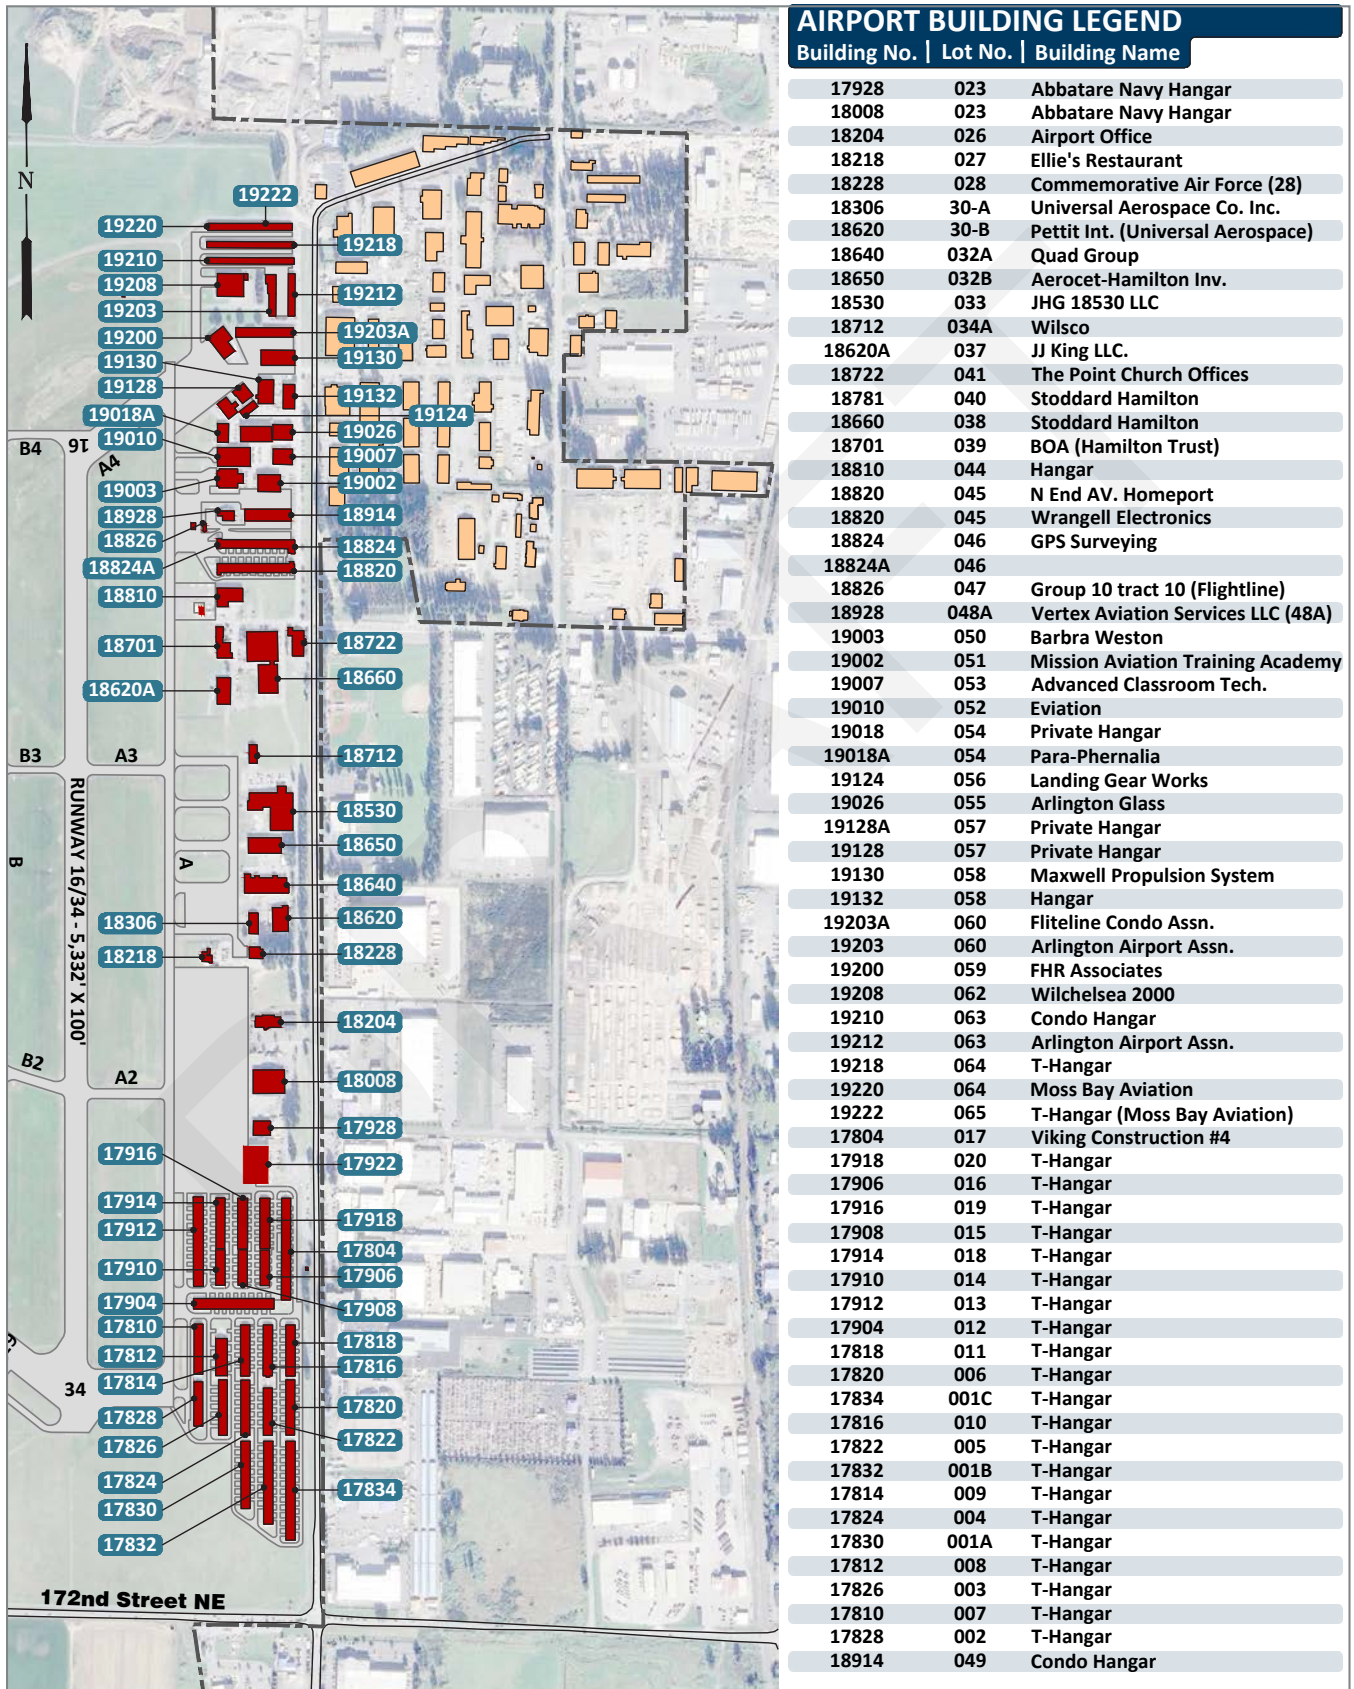 N
19222
19220
19218
19210
19208
19212
19203
19203A
19200
19130
19130
19128
19132
19018A
19124
19010
19026
19007
19003
19002
18928
18914
18826
18824
18824A
18820
18810
18701
18722
18660
18620A
18712
18530
18650
18640
18306
18620
18218
18228
18204
18008
17928
17916
17922
17914
17918
17912
17804
17910
17906
17904
17908
17810
17818
17812
17816
17814
17820
17828
17822
17826
17824
17834
17830
17832
B4
16
A4
B3
A3
RUNWAY 16/34 - 5,332' X 100'
B
A
B2
A2
34
172nd Street NE
AIRPORT BUILDING LEGEND
Building No. | Lot No. | Building Name
17928 023 Abbatare Navy Hangar
18008 023 Abbatare Navy Hangar
18204 026 Airport Office
18218 027 Ellie's Restaurant
18228 028 Commemorative Air Force (28)
18306 30-A Universal Aerospace Co. Inc.
18620 30-B Pettit Int. (Universal Aerospace)
18640 032A Quad Group
18650 032B Aerocet-Hamilton Inv.
18530 033 JHG 18530 LLC
18712 034A Wilsco
18620A 037 JJ King LLC.
18722 041 The Point Church Offices
18781 040 Stoddard Hamilton
18660 038 Stoddard Hamilton
18701 039 BOA (Hamilton Trust)
18810 044 Hangar
18820 045 N End AV. Homeport
18820 045 Wrangell Electronics
18824 046 GPS Surveying
18824A 046
18826 047 Group 10 tract 10 (Flightline)
18928 048A Vertex Aviation Services LLC (48A)
19003 050 Barbra Weston
19002 051 Mission Aviation Training Academy
19007 053 Advanced Classroom Tech.
19010 052 Eviation
19018 054 Private Hangar
19018A 054 Para-Phernalia
19124 056 Landing Gear Works
19026 055 Arlington Glass
19128A 057 Private Hangar
19128 057 Private Hangar
19130 058 Maxwell Propulsion System
19132 058 Hangar
19203A 060 Fliteline Condo Assn.
19203 060 Arlington Airport Assn.
19200 059 FHR Associates
19208 062 Wilchelsea 2000
19210 063 Condo Hangar
19212 063 Arlington Airport Assn.
19218 064 T-Hangar
19220 064 Moss Bay Aviation
19222 065 T-Hangar (Moss Bay Aviation)
17804 017 Viking Construction #4
17918 020 T-Hangar
17906 016 T-Hangar
17916 019 T-Hangar
17908 015 T-Hangar
17914 018 T-Hangar
17910 014 T-Hangar
17912 013 T-Hangar
17904 012 T-Hangar
17818 011 T-Hangar
17820 006 T-Hangar
17834 001C T-Hangar
17816 010 T-Hangar
17822 005 T-Hangar
17832 001B T-Hangar
17814 009 T-Hangar
17824 004 T-Hangar
17830 001A T-Hangar
17812 008 T-Hangar
17826 003 T-Hangar
17810 007 T-Hangar
17828 002 T-Hangar
18914 049 Condo Hangar